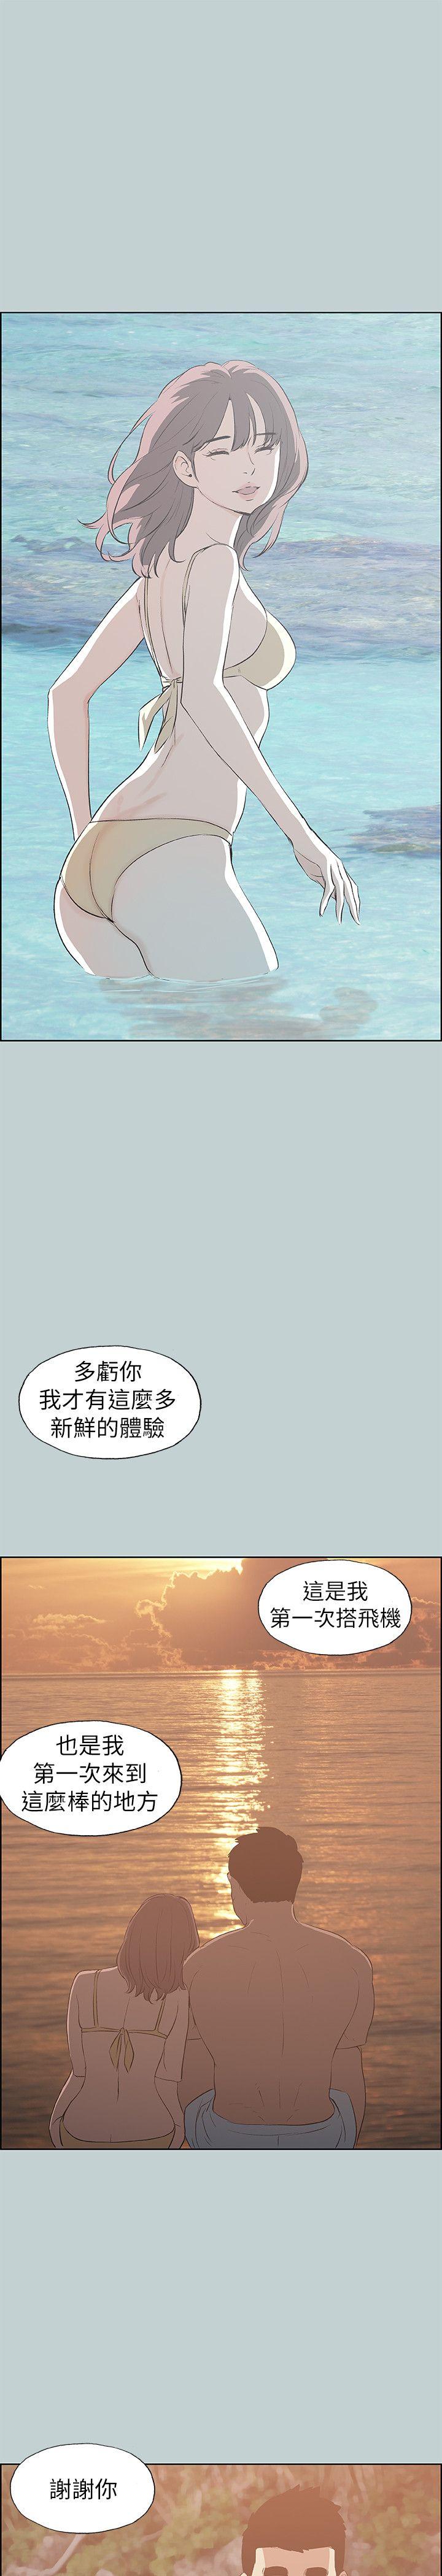 多虧你
我才有這麼多
新鮮的體驗
這是我
第一次搭飛機
也是我
第一次來到
這麼棒的地方
謝謝你